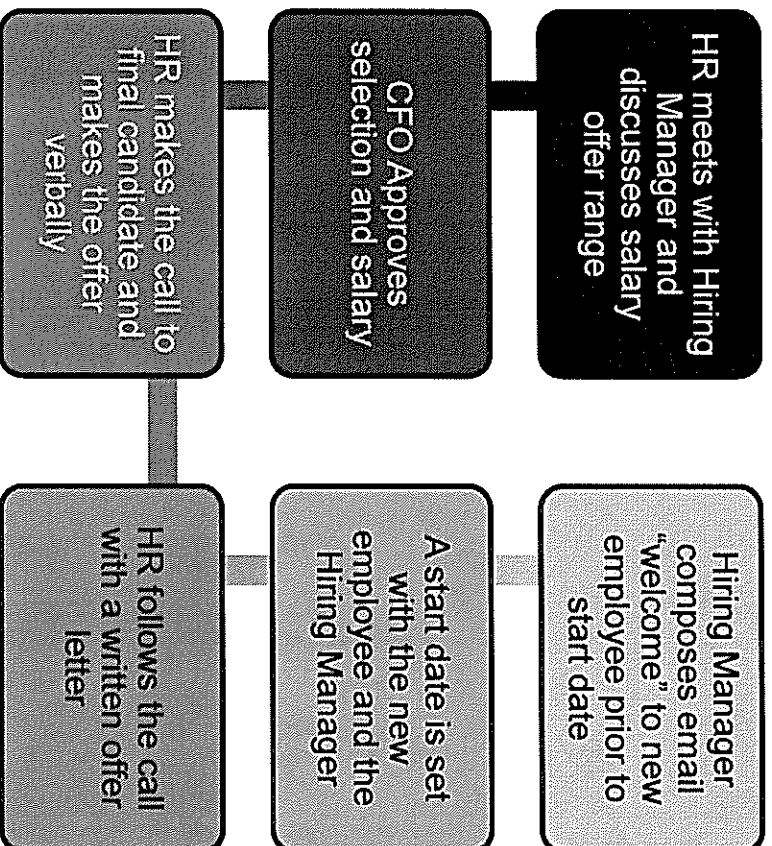 HR meets with Hiring
Manager and
discusses salary
offer range
CFO Approves
selection and salary
HR makes the call to
final candidate and
makes the offer
verbally
HR follows the call
with a written offer
letter
A start date is set
with the new
employee and the
Hiring Manager
Hiring Manager
composes email
“welcome” to new
employee prior to
start date